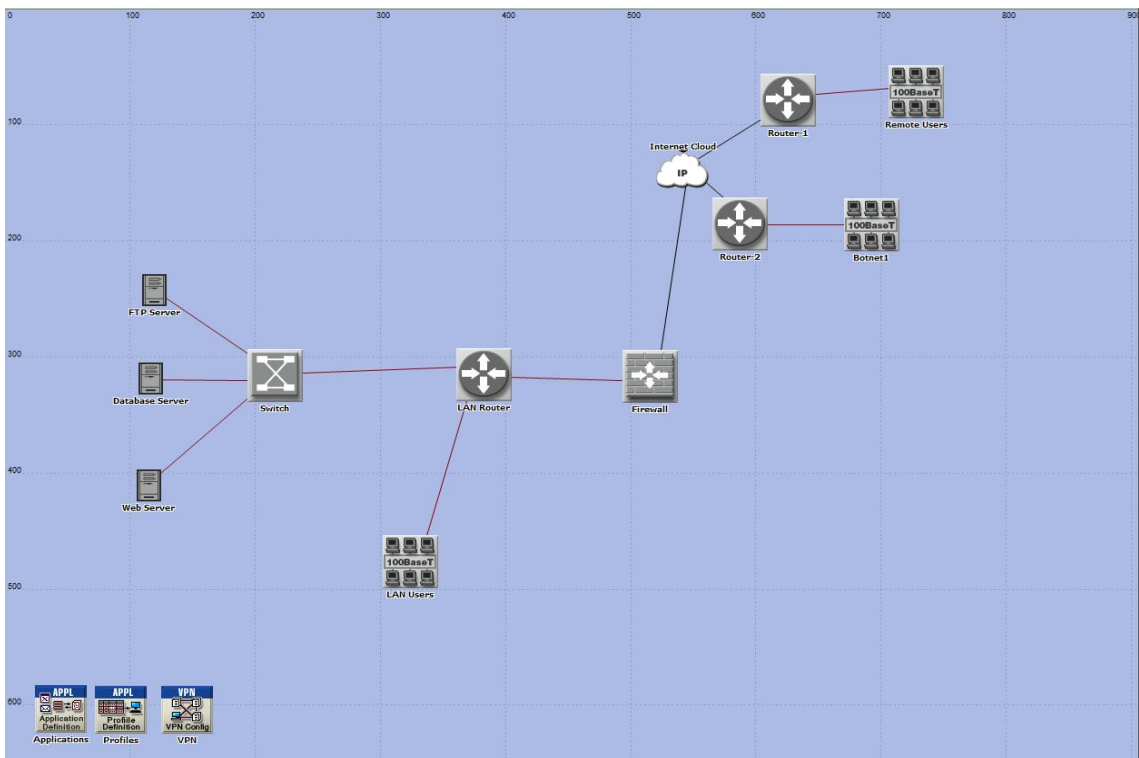 0 100 200 300 400 500 600 700 800 900
100BaseT
Remote Users
Router-1
100
Internet Cloud
IP
100BaseT
Router-2
Botnet1
200
FTP Server
300
Database Server
Switch
LAN Router
Firewall
400
Web Server
100BaseT
LAN Users
500
600
APPL
Application
Definition
Applications
APPL
Profile
Definition
Profiles
VPN
VPN Config
VPN